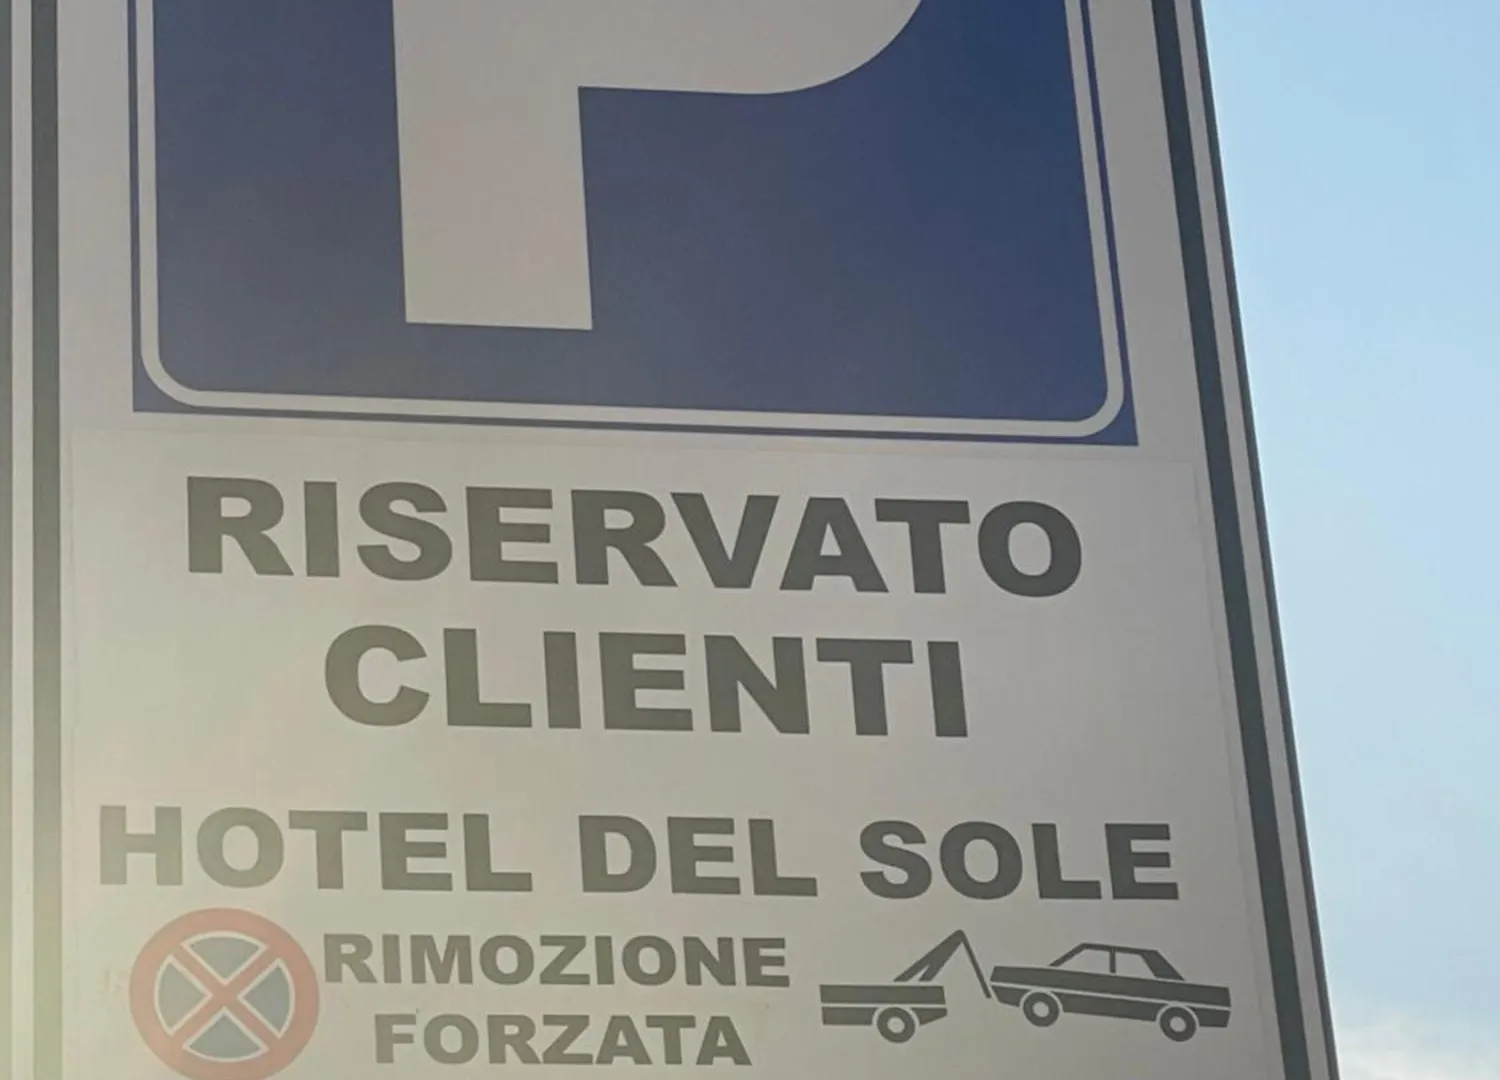 P
RISERVATO
CLIENTI
HOTEL DEL SOLE
RIMOZIONE
FORZATA